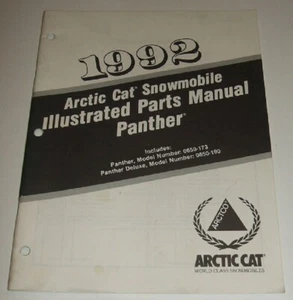 1992
Arctic Cat® Snowmobile
Illustrated Parts Manual
Panther®
Includes:
Panther, Model Number: 0650-173
Panther Deluxe, Model Number: 0650-180
ARCTCO
ARCTIC CAT®
WORLD CLASS SNOWMOBILES